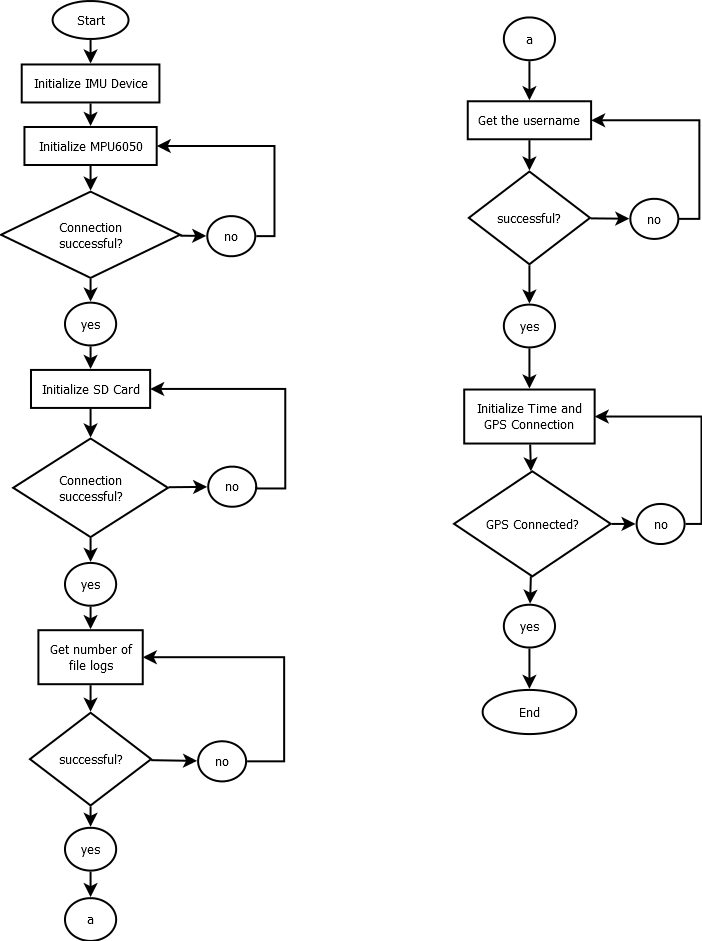 Start
Initialize IMU Device
Initialize MPU6050
Connection
successful?
no
yes
Initialize SD Card
Connection
successful?
no
yes
Get number of
file logs
successful?
no
yes
a
a
Get the username
successful?
no
yes
Initialize Time and
GPS Connection
GPS Connected?
no
yes
End